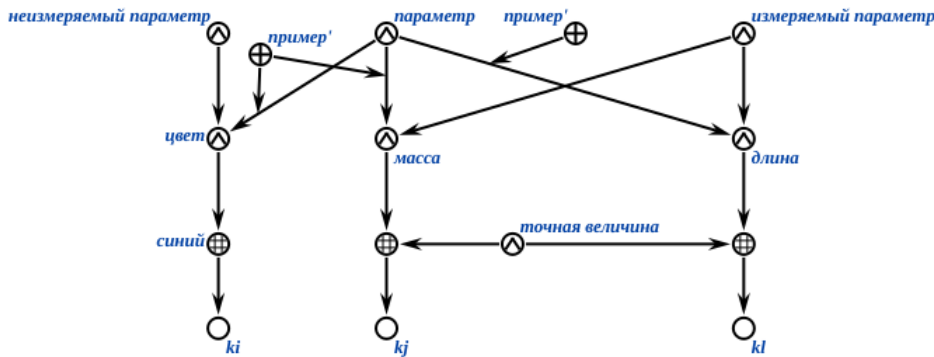 неизмеряемый параметр
параметр
пример'
измеряемый параметр
пример'
цвет
масса
длина
синий
точная величина
ki
kj
kl